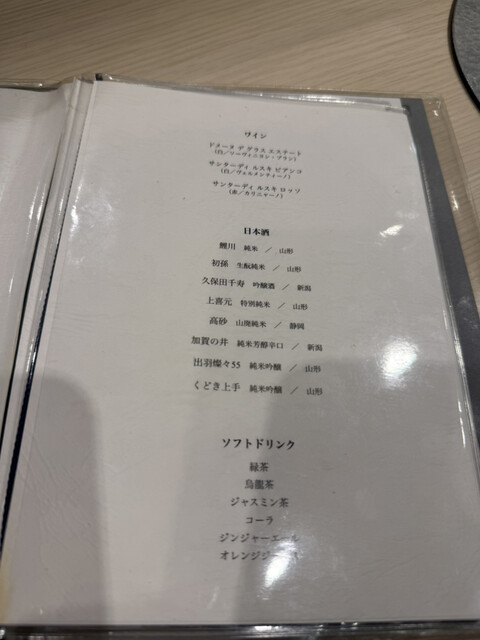 ワイン
ドメーヌ デ グラス エステート
(白／ソーヴィニヨン・ブラン)
サンターディ ルスキ ビアンコ
(白／ヴェルメンティーノ)
サンターディ ルスキ ロッソ
(赤／カリニャーノ)
日本酒
鯉川 純米 ／ 山形
初孫 生酛純米 ／ 山形
久保田千寿 吟醸酒 ／ 新潟
上喜元 特別純米 ／ 山形
高砂 山廃純米 ／ 静岡
加賀の井 純米芳醇辛口 ／ 新潟
出羽燦々55 純米吟醸 ／ 山形
くどき上手 純米吟醸 ／ 山形
ソフトドリンク
緑茶
烏龍茶
ジャスミン茶
コーラ
ジンジャーエール